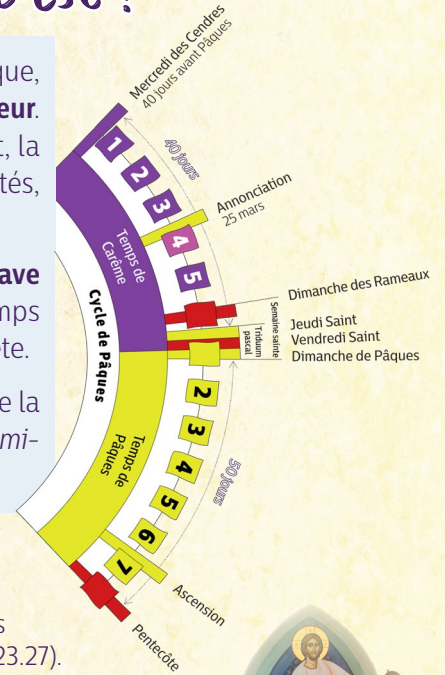 que,
eur.
t, la
tés,
ave
mps
ête.
e la
mi-
s
23.27).
Mercredi des Cendres
40 jours avant Pâques
40 jours
1
2
3
Annonciation
25 mars
4
5
Temps de
Carême
Cycle de Pâques
Dimanche des Rameaux
Semaine sainte
Triduum
pascal
Jeudi Saint
Vendredi Saint
Dimanche de Pâques
2
3
4
5
6
7
50 jours
Temps de
Pâques
Ascension
Pentecôte